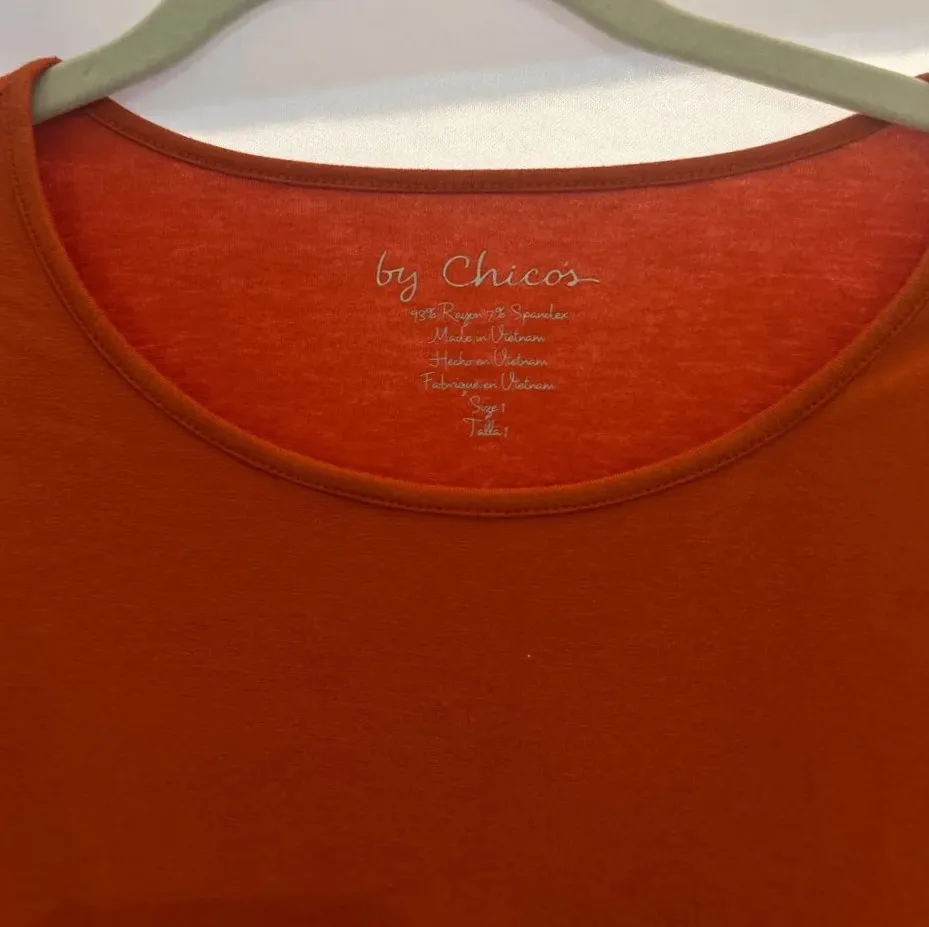 by Chico's
93% Rayon 7% Spandex
Made in Vietnam
Hecho en Vietnam
Fabriqué en Vietnam
Size 1
Talla 1